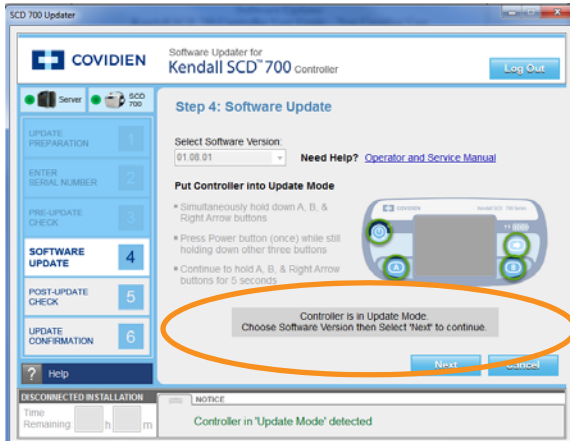 SCD 700 Updater
COVIDIEN
Software Updater for
Kendall SCD™ 700 Controller
Log Out
Server
SCD
700
Step 4: Software Update
UPDATE
PREPARATION
1
ENTER
SERIAL NUMBER
2
PRE-UPDATE
CHECK
3
SOFTWARE
UPDATE
4
POST-UPDATE
CHECK
5
UPDATE
CONFIRMATION
6
? Help
Select Software Version:
01.08.01
Need Help? Operator and Service Manual
Put Controller into Update Mode
Simultaneously hold down A, B, &
Right Arrow buttons
Press Power button (once) while still
holding down other three buttons
Continue to hold A, B, & Right Arrow
buttons for 5 seconds
COVIDIEN
Kendall SCD 700 Series
A
B
Controller is in Update Mode.
Choose Software Version then Select 'Next' to continue.
Next
Cancel
DISCONNECTED INSTALLATION
Time
Remaining
h
m
NOTICE
Controller in 'Update Mode' detected